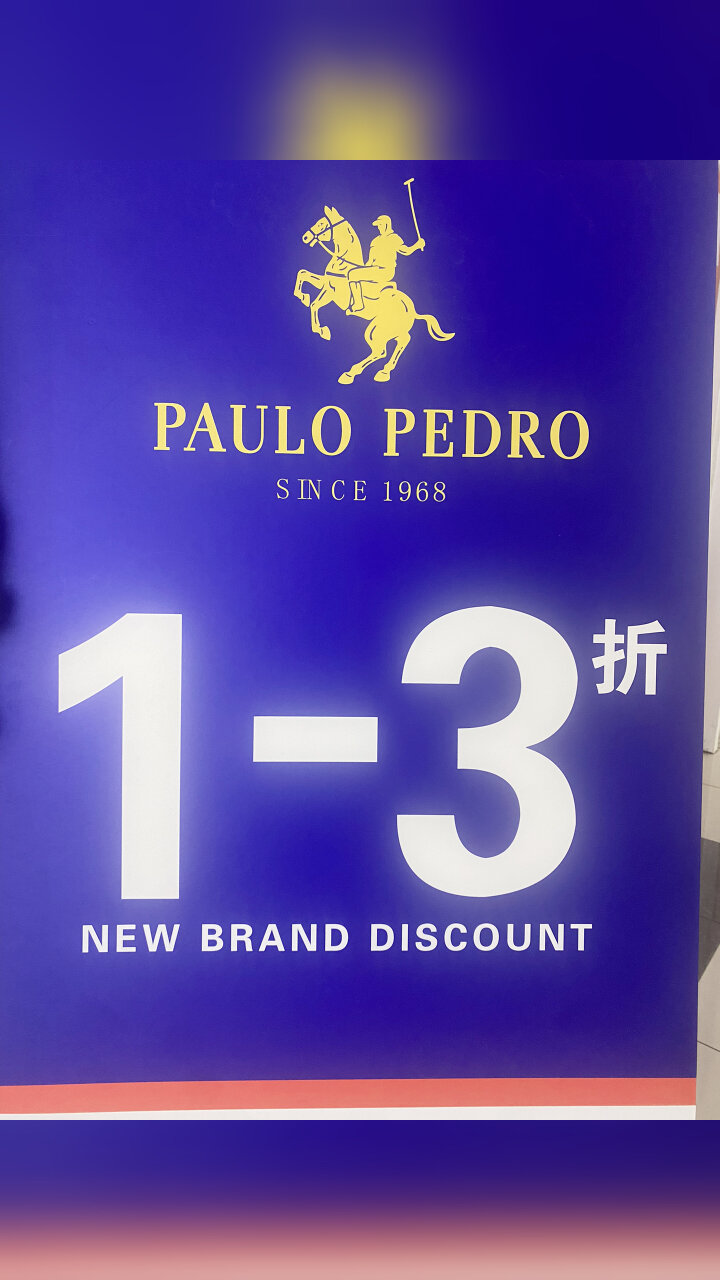 PAULO PEDRO
SINCE 1968
1-3折
NEW BRAND DISCOUNT